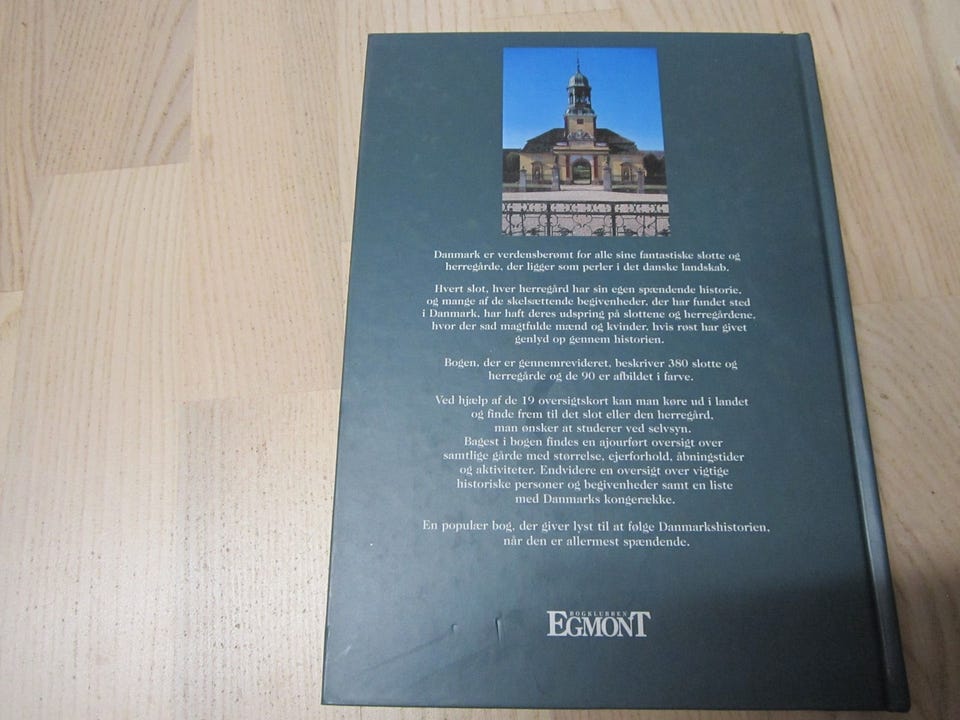 Danmark er verdensberømt for alle sine fantastiske slotte og
herregårde, der ligger som perler i det danske landskab.
Hvert slot, hver herregård har sin egen spændende historie,
og mange af de skelsættende begivenheder, der har fundet sted
i Danmark, har haft deres udspring på slottene og herregårdene,
hvor der sad magtfulde mænd og kvinder, hvis røst har givet
genlyd op gennem historien.
Bogen, der er gennemrevideret, beskriver 380 slotte og
herregårde og de 90 er afbildet i farve.
Ved hjælp af de 19 oversigtskort kan man køre ud i landet
og finde frem til det slot eller den herregård,
man ønsker at studerer ved selvsyn.
Bagest i bogen findes en ajourført oversigt over
samtlige gårde med størrelse, ejerforhold, åbningstider
og aktiviteter. Endvidere en oversigt over vigtige
historiske personer og begivenheder samt en liste
med Danmarks kongerække.
En populær bog, der giver lyst til at følge Danmarkshistorien,
når den er allermest spændende.
BOGKLUBBEN
EGMONT